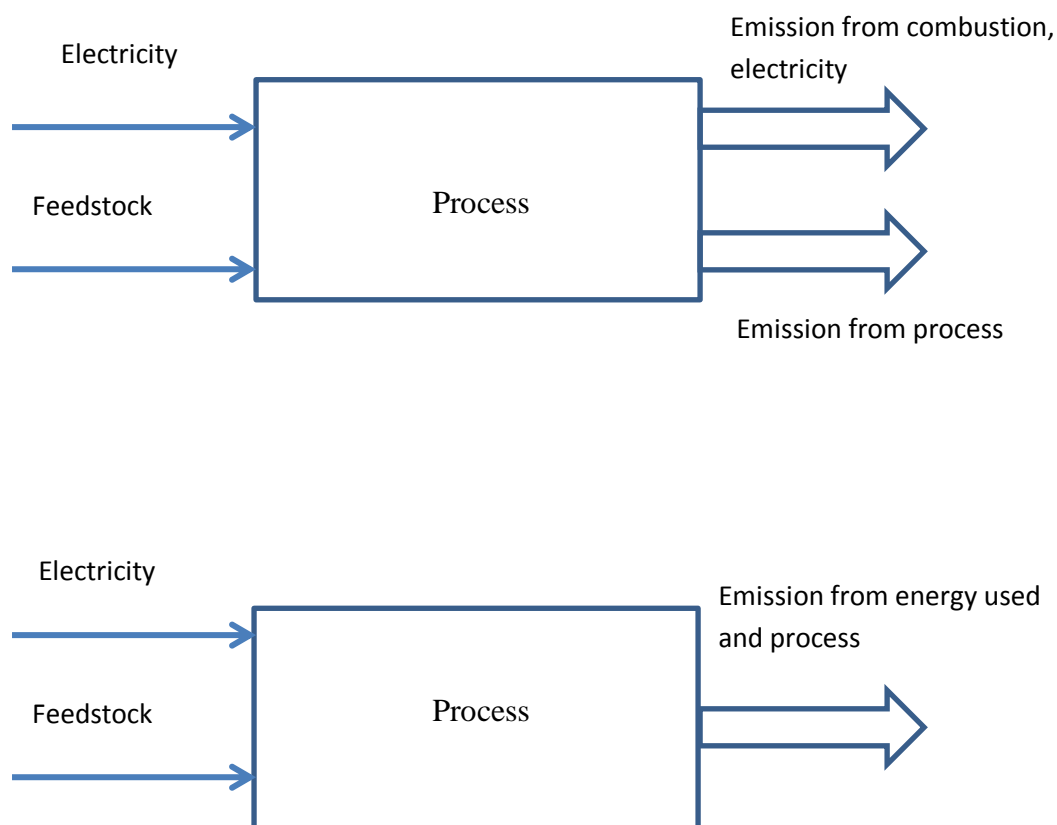 Electricity
Emission from combustion,
electricity
Feedstock
Process
Emission from process
Electricity
Emission from energy used
and process
Feedstock
Process